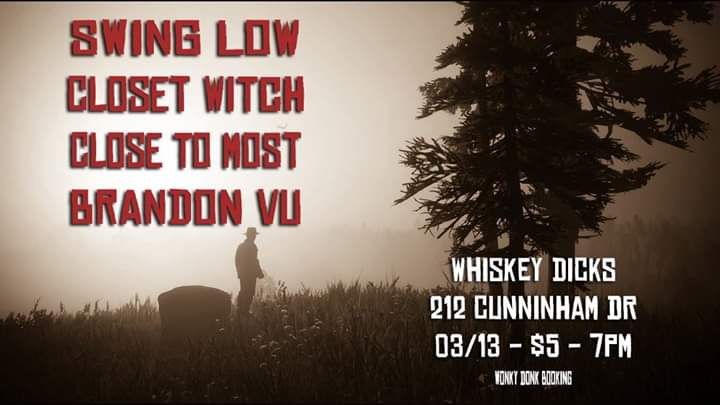 SWING LOW
CLOSET WITCH
CLOSE TO MOST
BRANDON VU
WHISKEY DICKS
212 CUNNINHAM DR
03/13 - $5 - 7PM
WONKY DONK BOOKING